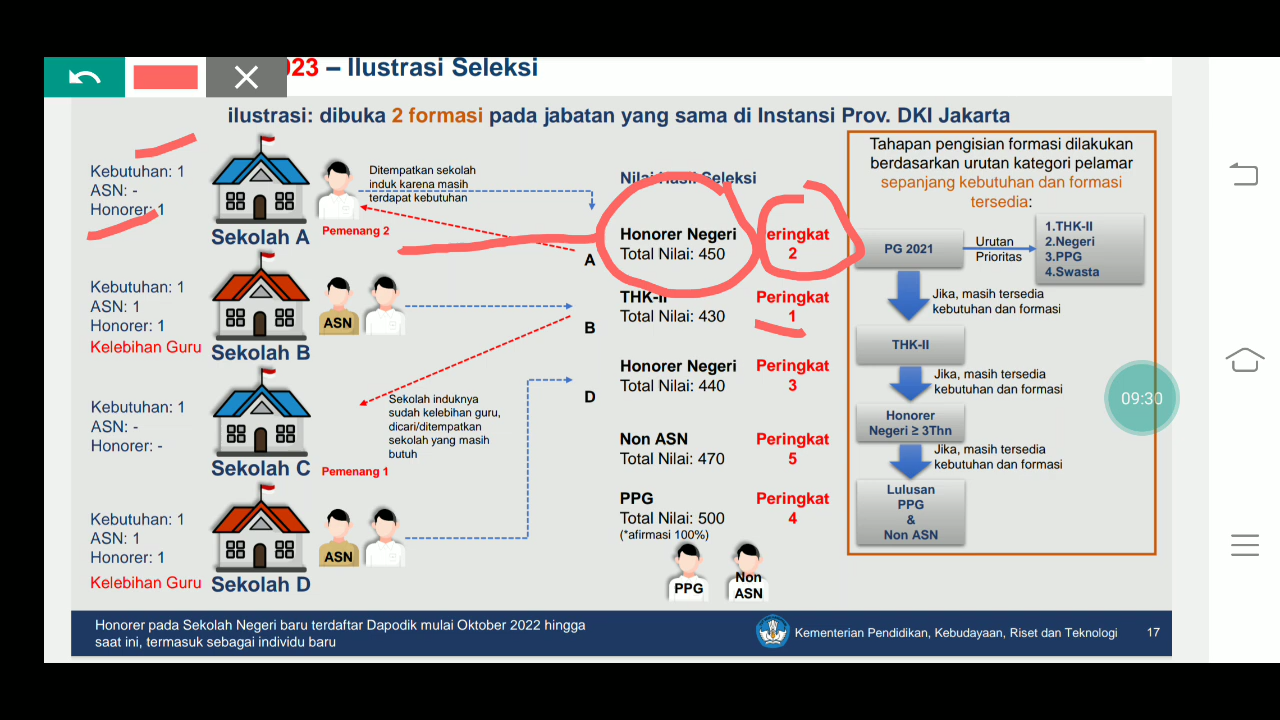 023 – Ilustrasi Seleksi
ilustrasi: dibuka 2 formasi pada jabatan yang sama di Instansi Prov. DKI Jakarta
Kebutuhan: 1
ASN: -
Honorer: 1
Sekolah A
Ditempatkan sekolah
induk karena masih
terdapat kebutuhan
Pemenang 2
Kebutuhan: 1
ASN: 1
Honorer: 1
Kelebihan Guru
Sekolah B
ASN
Kebutuhan: 1
ASN: -
Honorer: -
Sekolah C
Sekolah induknya
sudah kelebihan guru,
dicari/ditempatkan
sekolah yang masih
butuh
Pemenang 1
Kebutuhan: 1
ASN: 1
Honorer: 1
Kelebihan Guru
Sekolah D
ASN
Nilai Hasil Seleksi
A
Honorer Negeri
Total Nilai: 450
Peringkat
2
B
THK-II
Total Nilai: 430
Peringkat
1
D
Honorer Negeri
Total Nilai: 440
Peringkat
3
Non ASN
Total Nilai: 470
Peringkat
5
PPG
Total Nilai: 500
(*afirmasi 100%)
Peringkat
4
PPG
Non
ASN
Tahapan pengisian formasi dilakukan
berdasarkan urutan kategori pelamar
sepanjang kebutuhan dan formasi
tersedia:
PG 2021
Urutan
Prioritas
1.THK-II
2.Negeri
3.PPG
4.Swasta
Jika, masih tersedia
kebutuhan dan formasi
THK-II
Jika, masih tersedia
kebutuhan dan formasi
Honorer
Negeri ≥ 3Thn
Jika, masih tersedia
kebutuhan dan formasi
Lulusan
PPG
&
Non ASN
09:30
Honorer pada Sekolah Negeri baru terdaftar Dapodik mulai Oktober 2022 hingga
saat ini, termasuk sebagai individu baru
Kementerian Pendidikan, Kebudayaan, Riset dan Teknologi
17